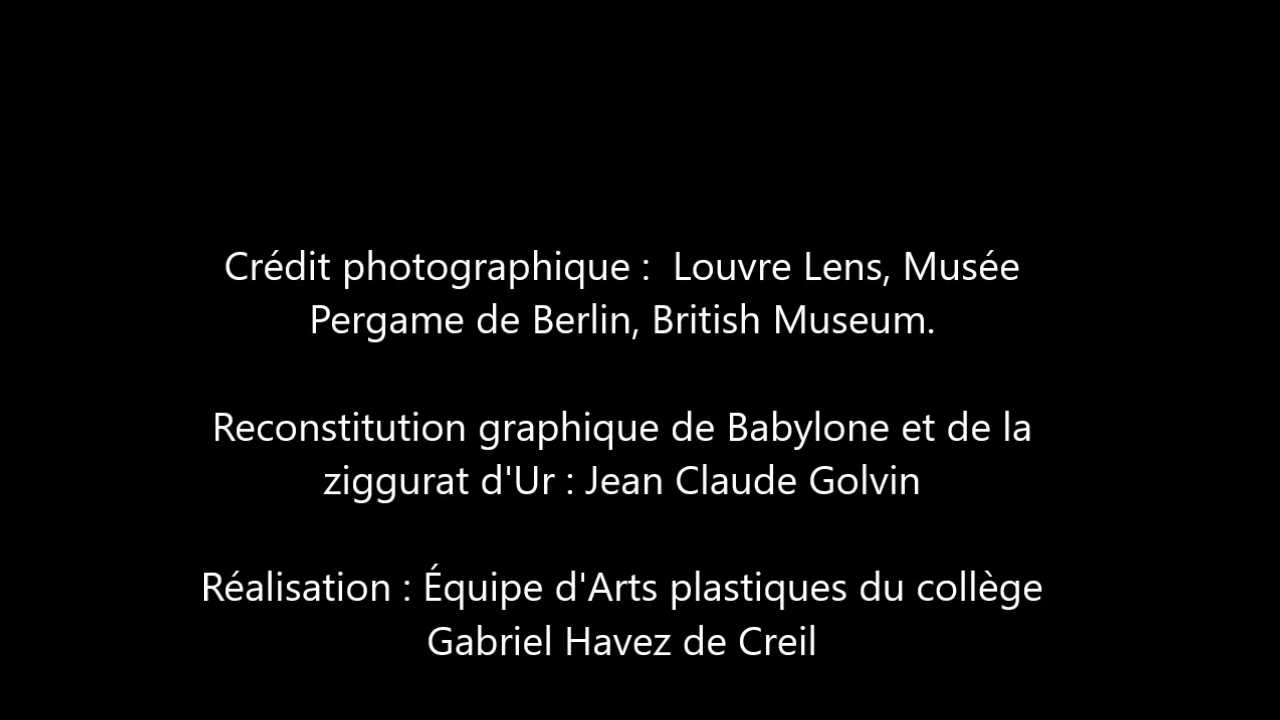 Crédit photographique :  Louvre Lens, Musée
Pergame de Berlin, British Museum.
Reconstitution graphique de Babylone et de la
ziggurat d'Ur : Jean Claude Golvin
Réalisation : Équipe d'Arts plastiques du collège
Gabriel Havez de Creil